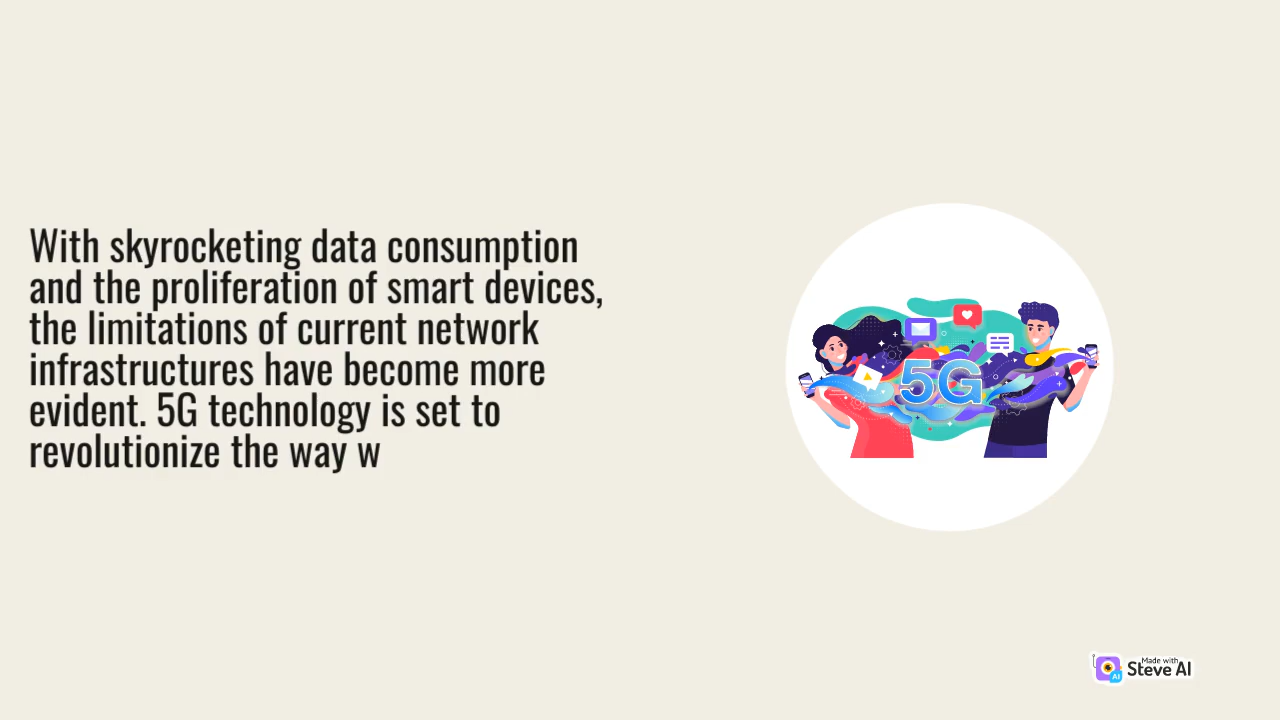 With skyrocketing data consumption
and the proliferation of smart devices,
the limitations of current network
infrastructures have become more
evident. 5G technology is set to
revolutionize the way w
5G
Made with
Steve AI
AI